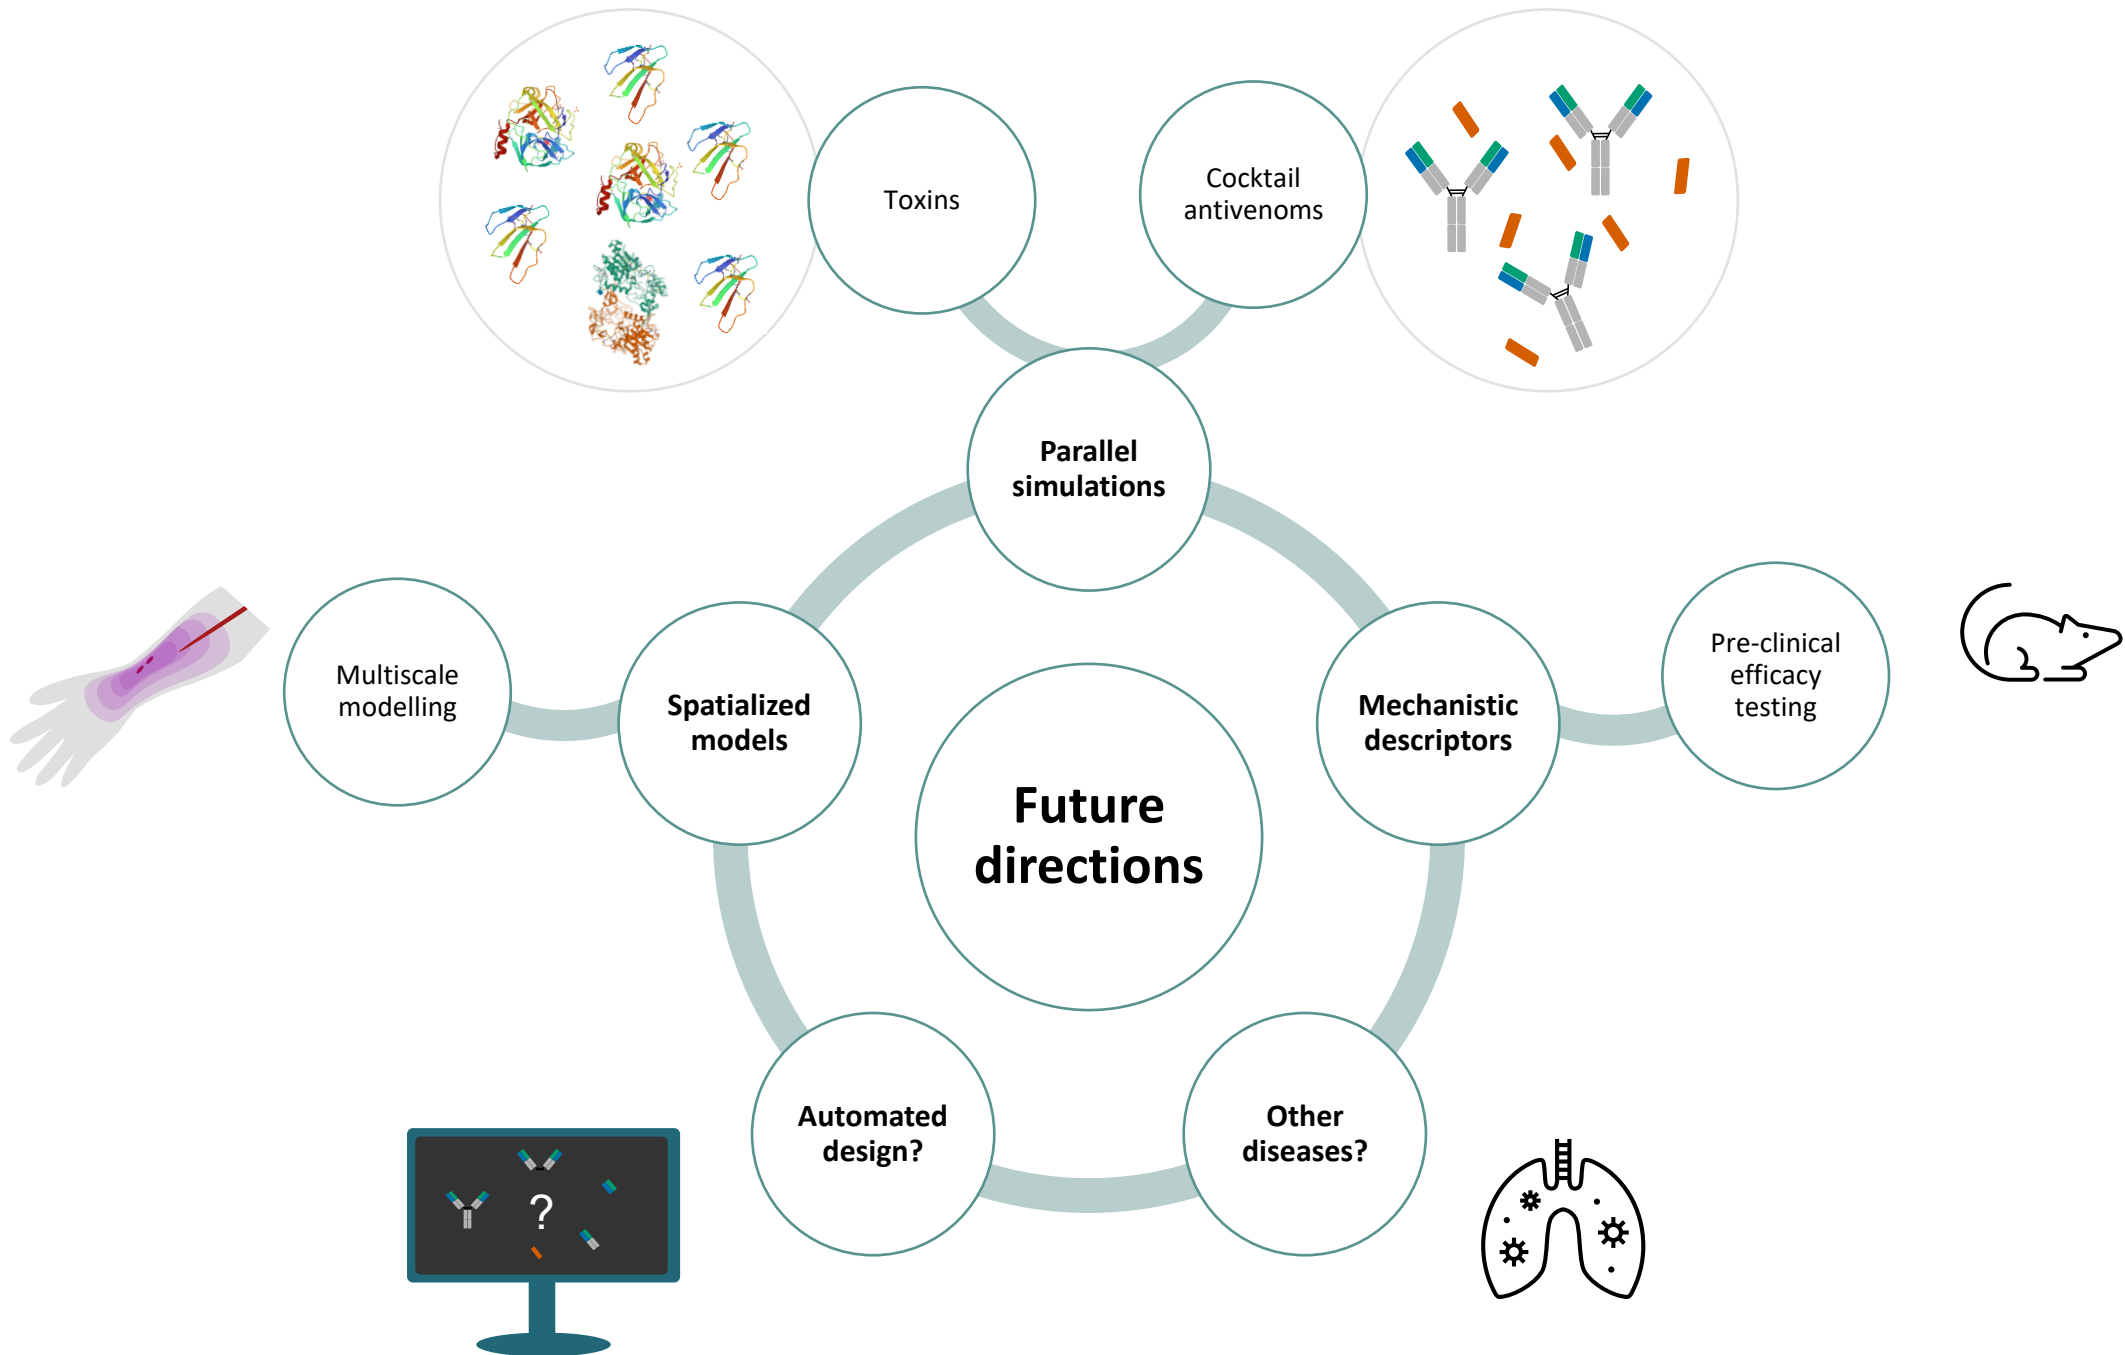 Toxins
Cocktail
antivenoms
Parallel
simulations
Multiscale
modelling
Spatialized
models
Mechanistic
descriptors
Pre-clinical
efficacy
testing
Future
directions
Automated
design?
Other
diseases?
?